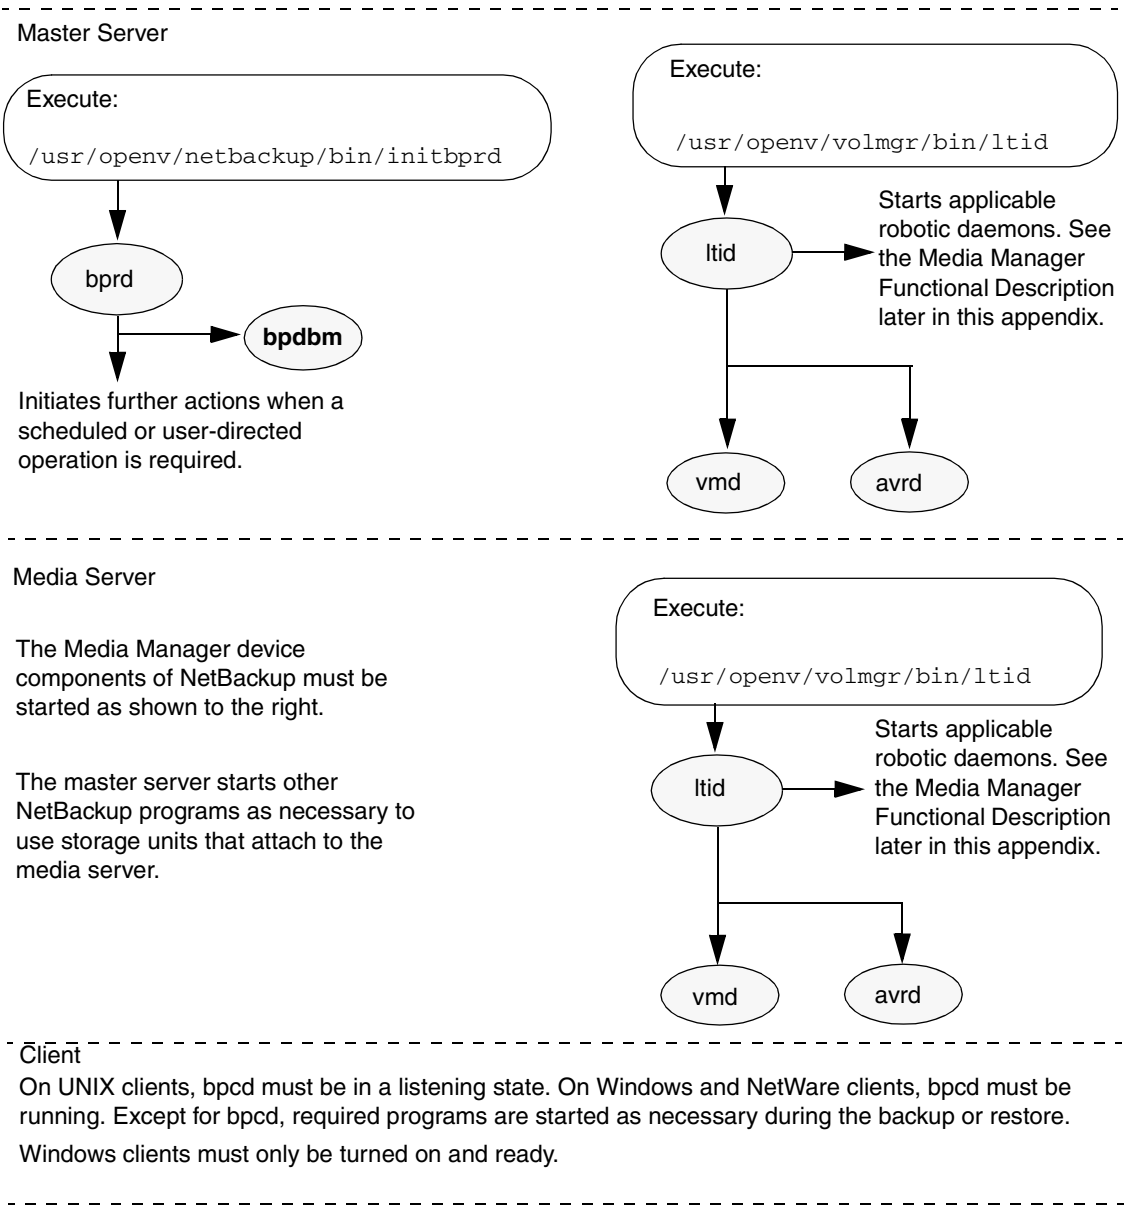 Master Server
Execute:
/usr/openv/netbackup/bin/initbprd
bprd
bpdbm
Initiates further actions when a
scheduled or user-directed
operation is required.
Execute:
/usr/openv/volmgr/bin/ltid
ltid
Starts applicable
robotic daemons. See
the Media Manager
Functional Description
later in this appendix.
vmd
avrd
Media Server
The Media Manager device
components of NetBackup must be
started as shown to the right.
The master server starts other
NetBackup programs as necessary to
use storage units that attach to the
media server.
Execute:
/usr/openv/volmgr/bin/ltid
ltid
Starts applicable
robotic daemons. See
the Media Manager
Functional Description
later in this appendix.
vmd
avrd
Client
On UNIX clients, bpcd must be in a listening state. On Windows and NetWare clients, bpcd must be
running. Except for bpcd, required programs are started as necessary during the backup or restore.
Windows clients must only be turned on and ready.